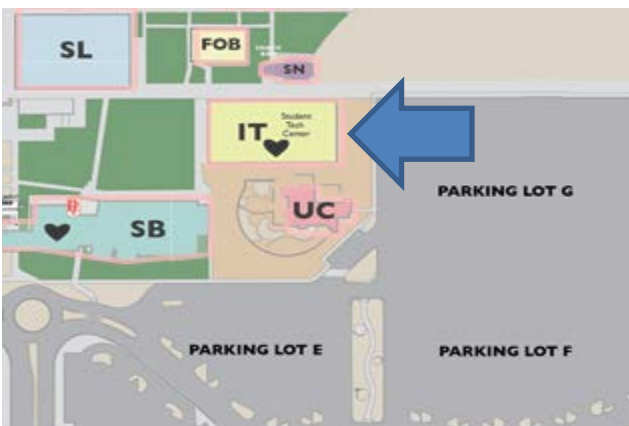 SL
FOB
SN
IT
Student
Tech
Center
UC
SB
PARKING LOT G
PARKING LOT E
PARKING LOT F